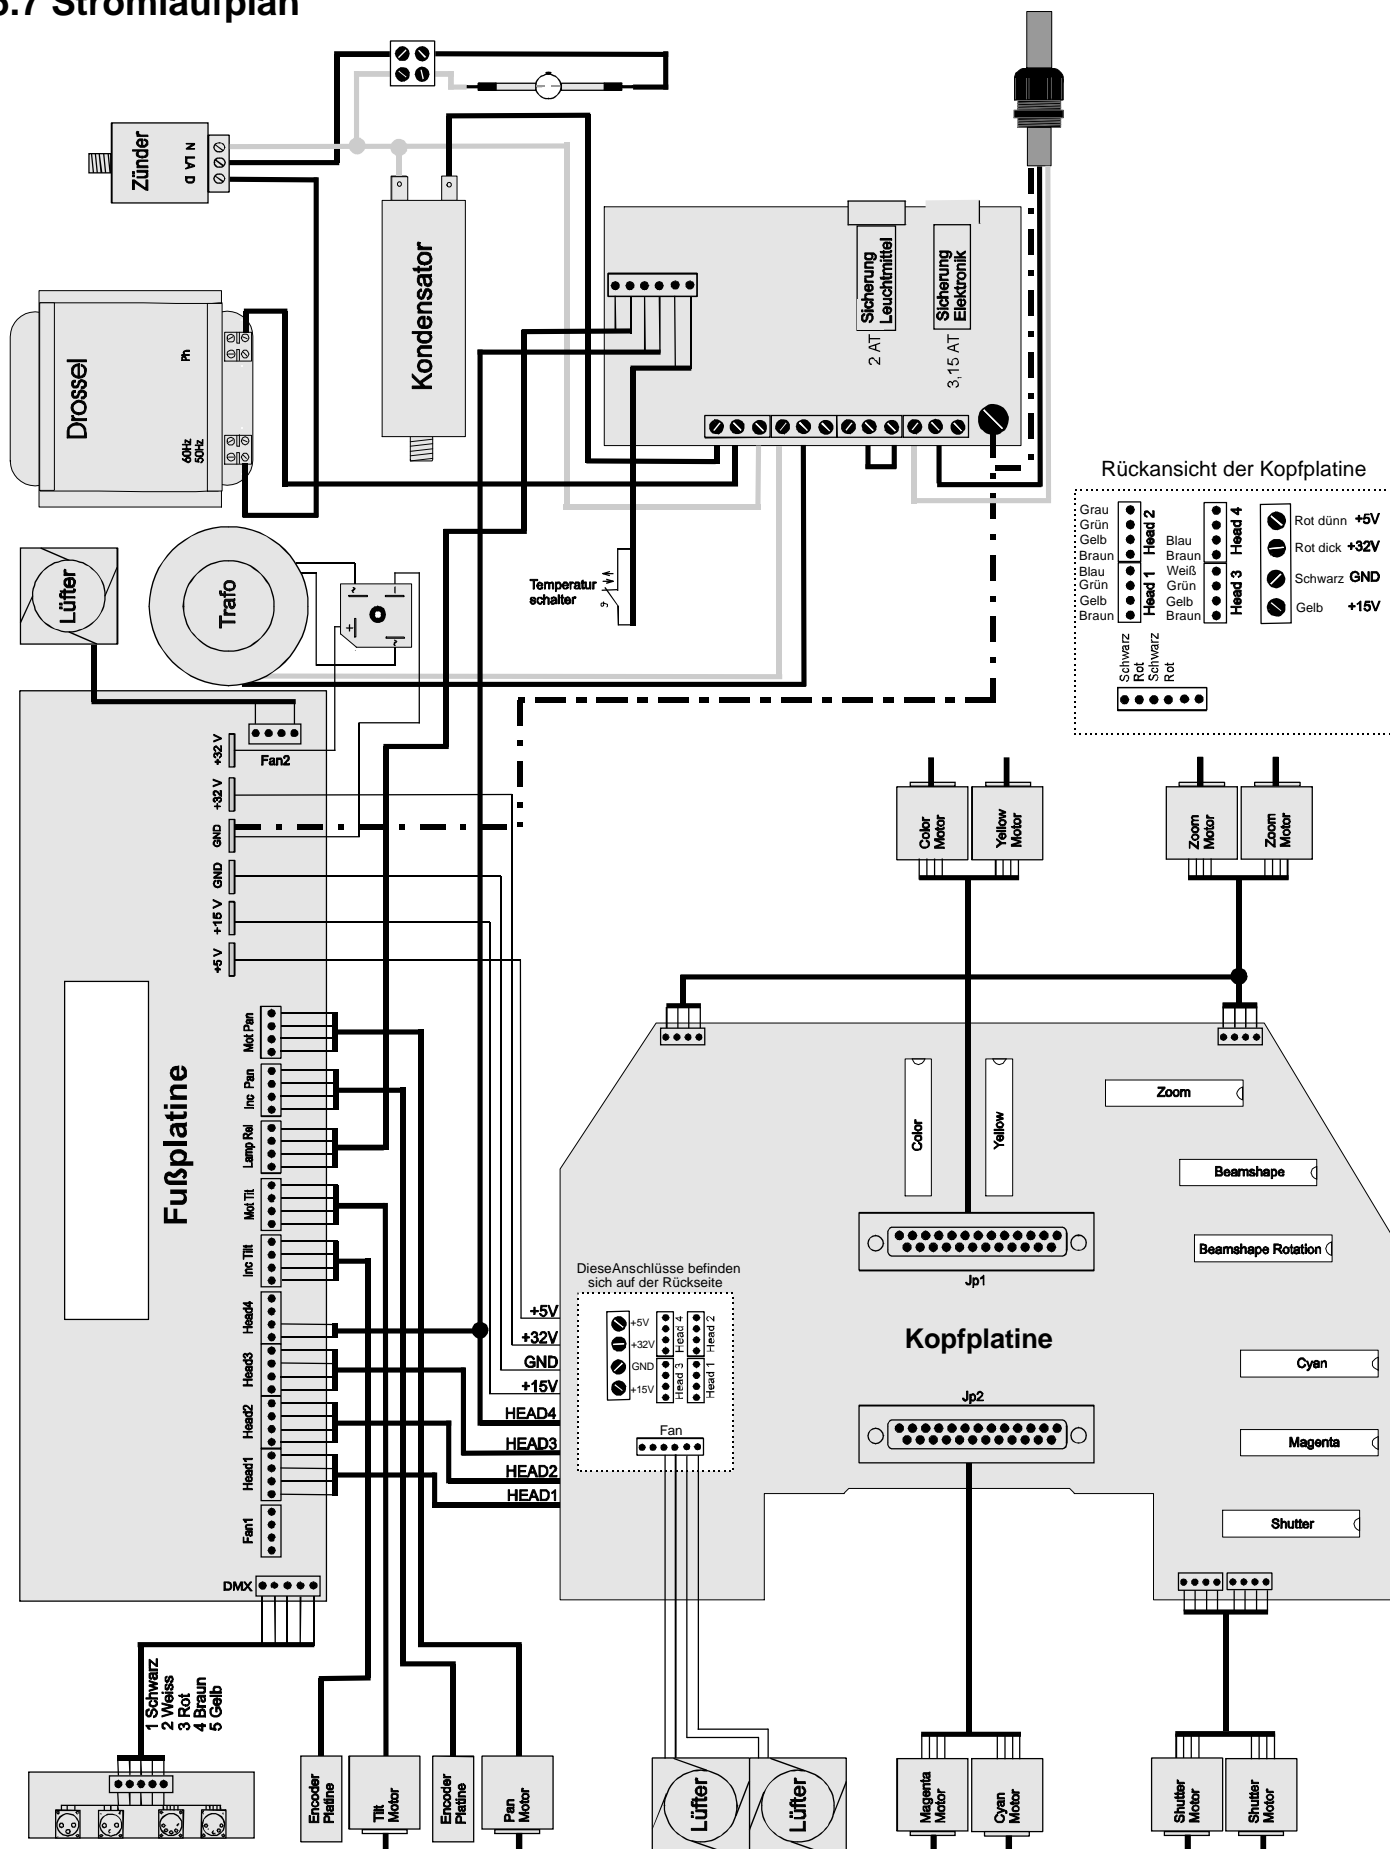 5.7 Stromlaufplan
Zünder
N LA D
Kondensator
Sicherung
Leuchtmittel
2 AT
Sicherung
Elektronik
3,15 AT
Drossel
Ph
60Hz
50Hz
Rückansicht der Kopfplatine
Grau
Grün
Gelb
Braun
Head 2
Blau
Grün
Gelb
Braun
Head 1
Blau
Braun
Head 4
Weiß
Grün
Gelb
Braun
Head 3
Rot dünn +5V
Rot dick +32V
Schwarz GND
Gelb +15V
Schwarz
Rot
Schwarz
Rot
Lüfter
Trafo
Temperatur
schalter
Fan2
+32 V
+32 V
GND
GND
+15 V
+5 V
Color
Motor
Yellow
Motor
Zoom
Motor
Zoom
Motor
Fußplatine
Mot Pan
Inc Pan
Lamp Rel
Mot Tilt
Inc Tilt
Head4
Head3
Head2
Head1
Fan1
DMX
Color
Yellow
Zoom
Beamshape
Beamshape Rotation
Jp1
DieseAnschlüsse befinden
sich auf der Rückseite
+5V
+32V
GND
+15V
HEAD4
HEAD3
HEAD2
HEAD1
+5V
+32V
GND
+15V
Head 4
Head 2
Head 3
Head 1
Fan
Kopfplatine
Jp2
Cyan
Magenta
Shutter
1 Schwarz
2 Weiss
3 Rot
4 Braun
5 Gelb
Encoder
Platine
Tilt
Motor
Encoder
Platine
Pan
Motor
Lüfter
Lüfter
Magenta
Motor
Cyan
Motor
Shutter
Motor
Shutter
Motor